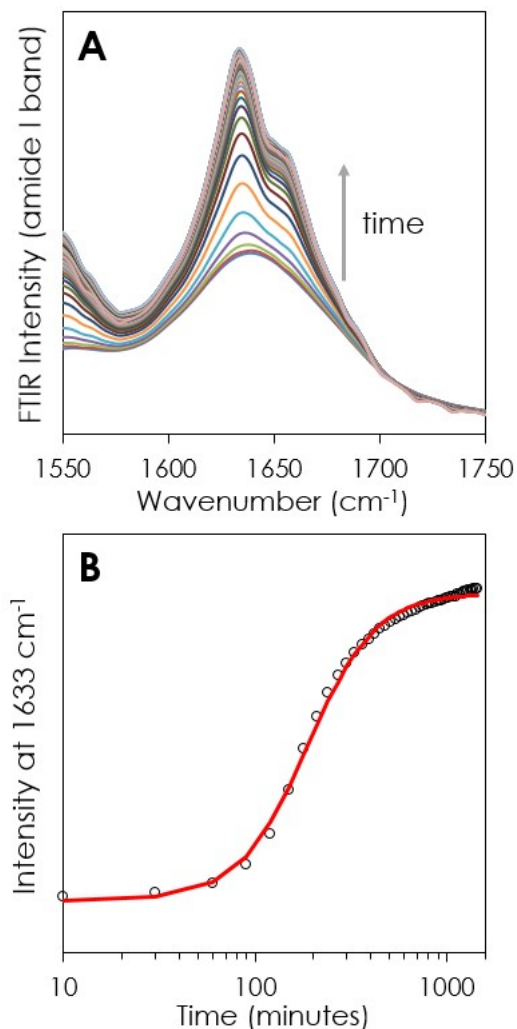 A
FTIR Intensity (amide I band)
time
1550 1600 1650 1700 1750
Wavenumber (cm-1)
B
Intensity at 1633 cm-1
10 100 1000
Time (minutes)